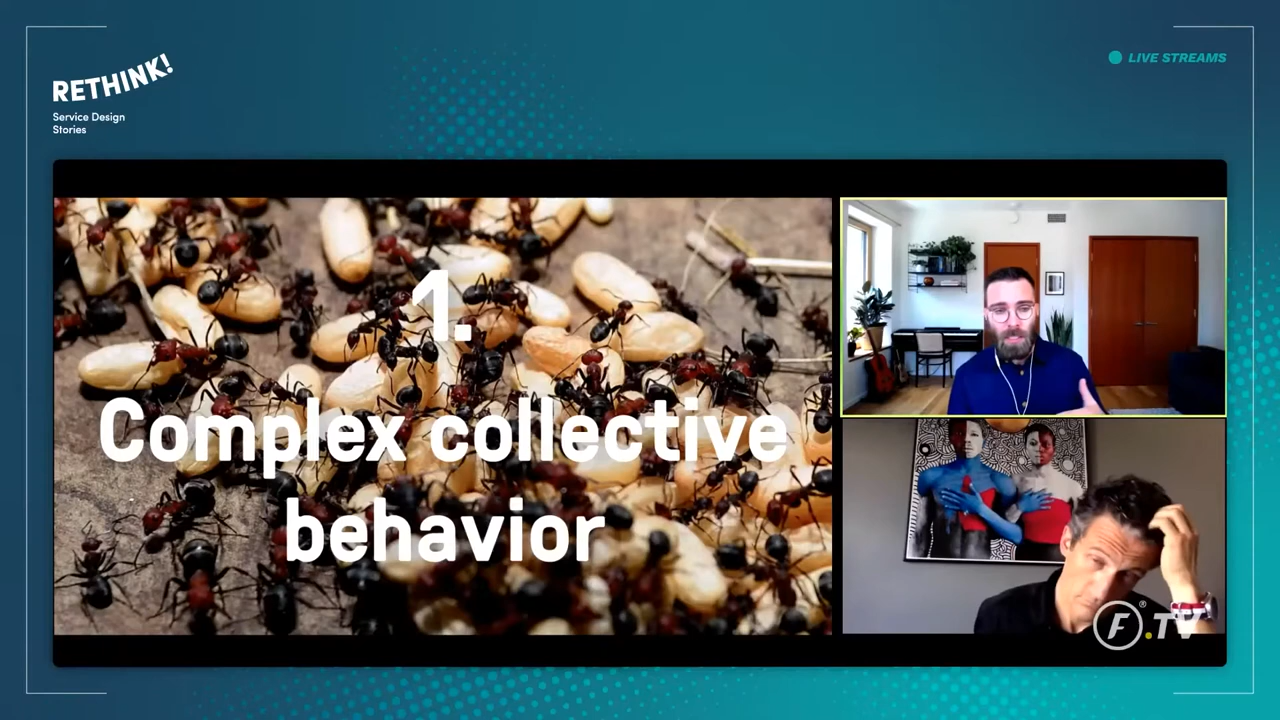 RETHINK!
Service Design
Stories
LIVE STREAMS
1.
Complex collective
behavior
F®.TV